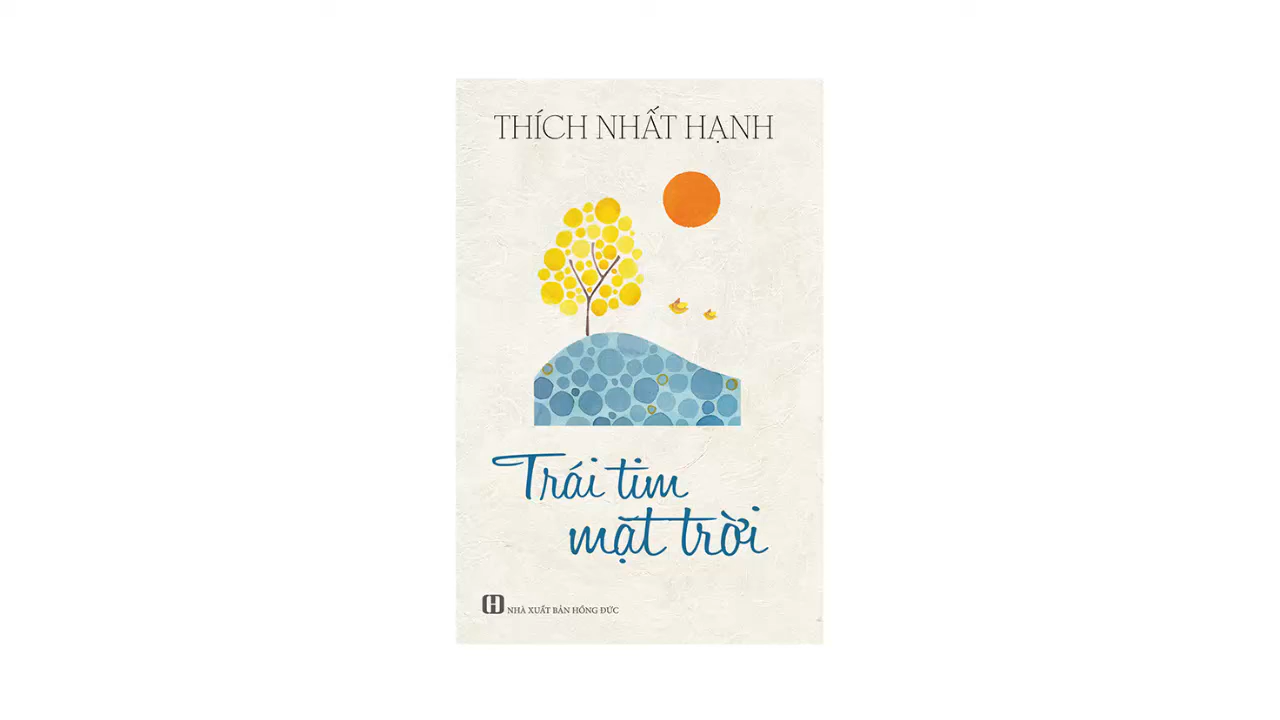 THÍCH NHẤT HẠNH
Trái tim
mặt trời
NHÀ XUẤT BẢN HỒNG ĐỨC